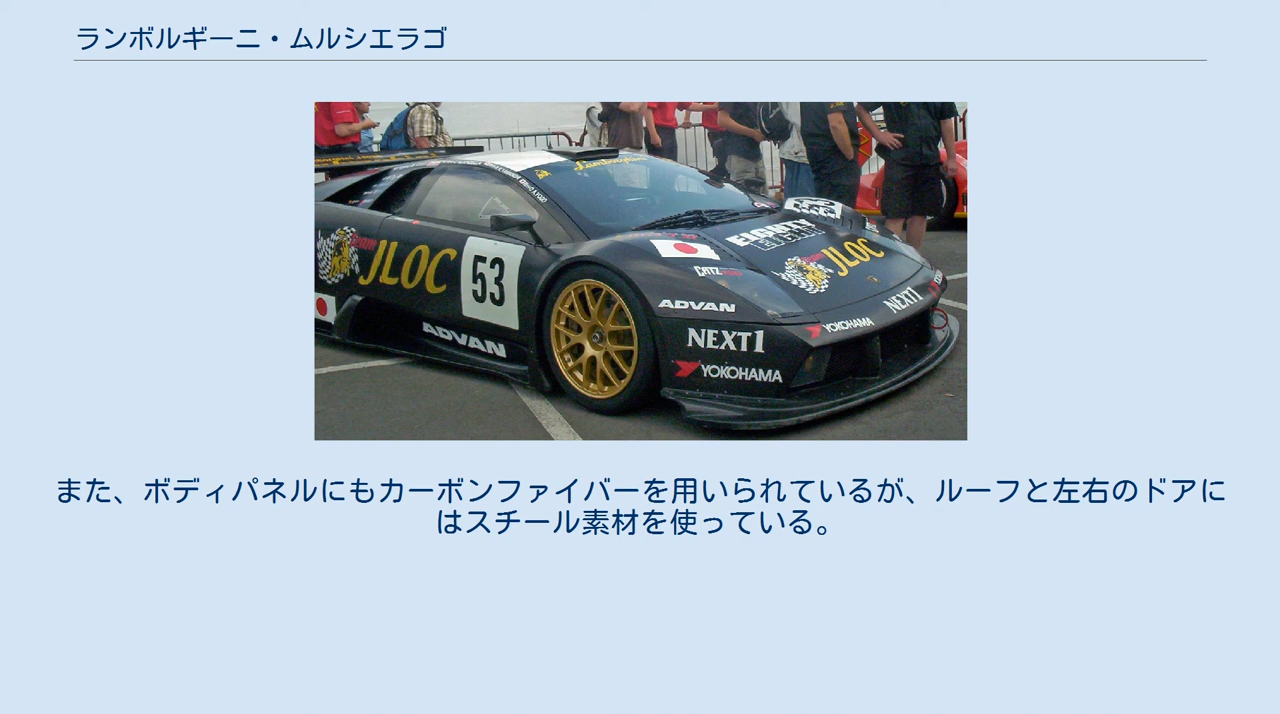 ランボルギーニ・ムルシエラゴ
Lamborghini
JLOC
53
EIGHTY
EIGHT
JLOC
ADVAN
ADVAN
NEXT1
NEXT1
YOKOHAMA
YOKOHAMA
また、ボディパネルにもカーボンファイバーを用いられているが、ルーフと左右のドアに
はスチール素材を使っている。